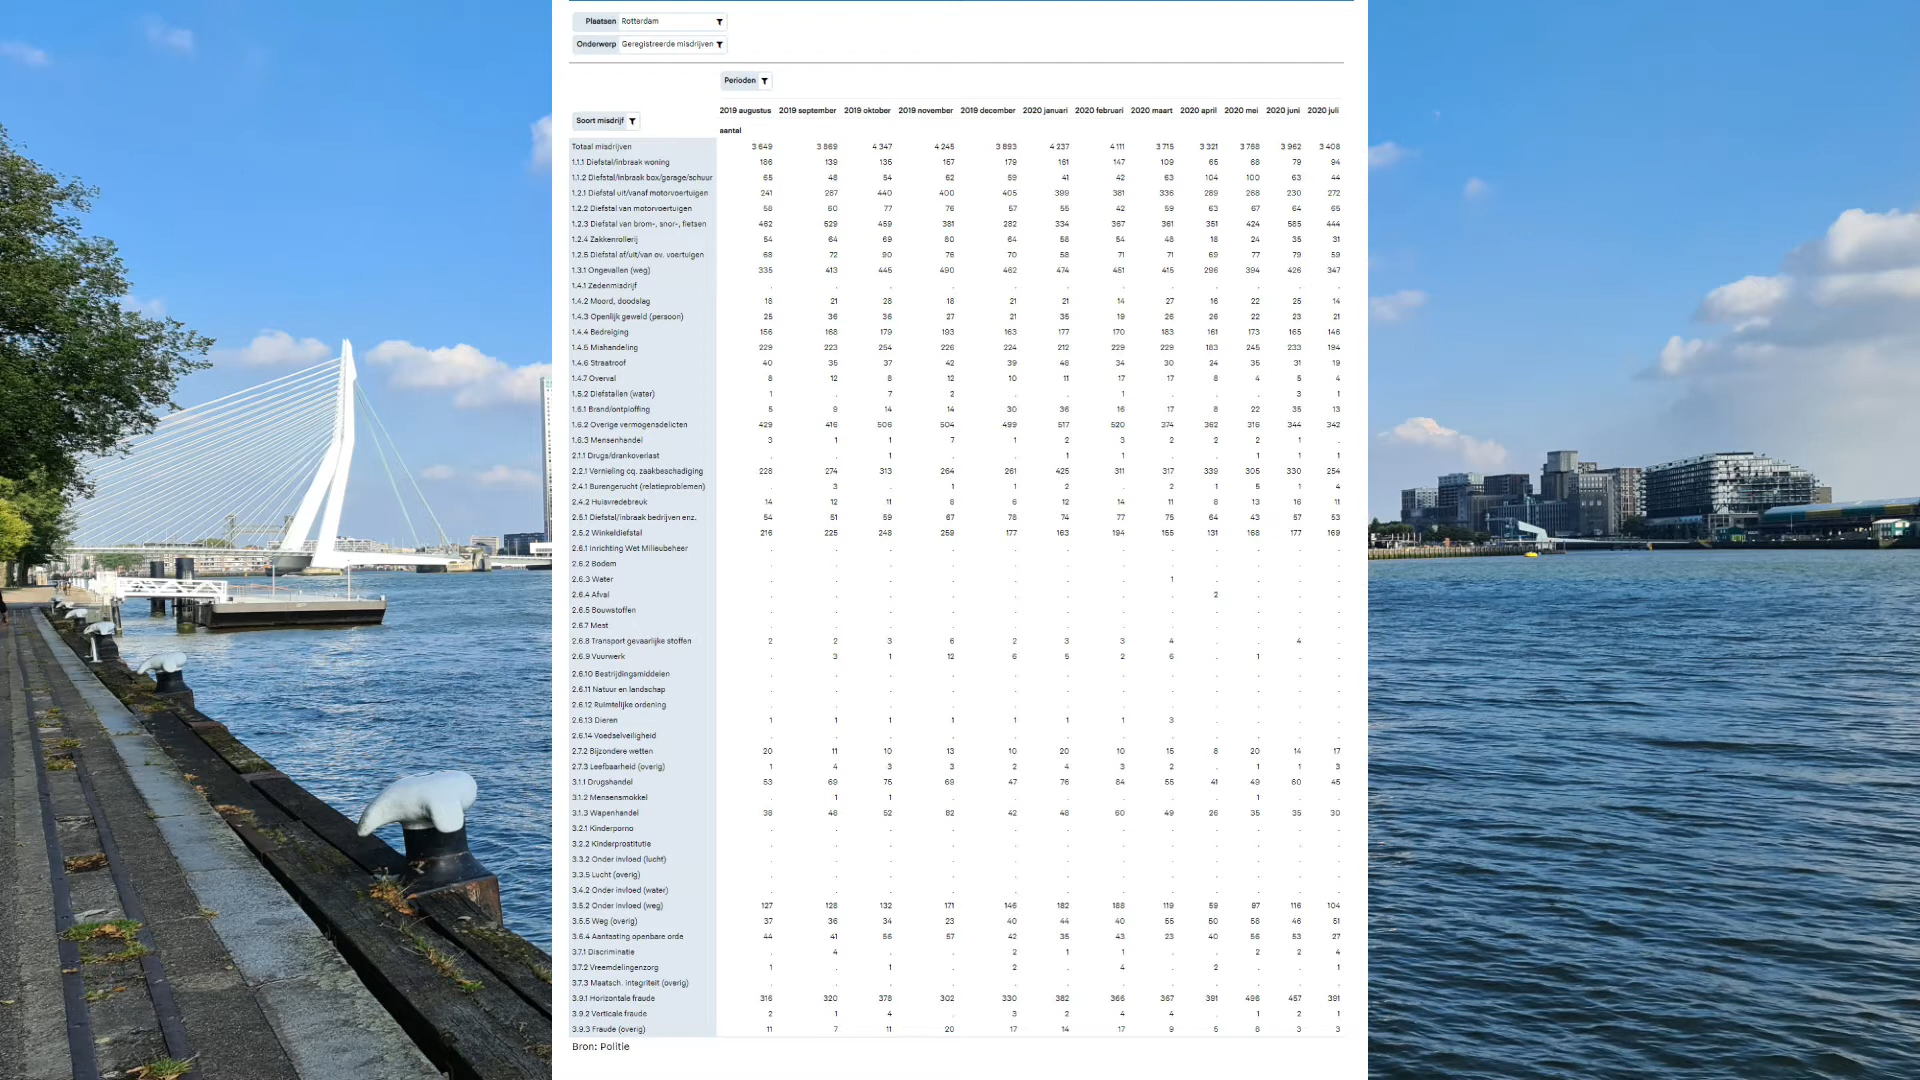 Plaatsen Rotterdam
Onderwerp Geregistreerde misdrijven
Perioden
2019 augustus 2019 september 2019 oktober 2019 november 2019 december 2020 januari 2020 februari 2020 maart 2020 april 2020 mei 2020 juni 2020 juli
Soort misdrijf
aantal
Totaal misdrijven 3 649 3 869 4 347 4 245 3 893 4 237 4 111 3 715 3 321 3 768 3 962 3 408
1.1.1 Diefstal/inbraak woning 186 139 135 157 179 161 147 109 65 68 79 94
1.1.2 Diefstal/inbraak box/garage/schuur 65 48 54 62 59 41 42 63 104 100 63 44
1.2.1 Diefstal uit/vanaf motorvoertuigen 241 287 440 400 405 399 381 336 289 268 230 272
1.2.2 Diefstal van motorvoertuigen 58 60 77 76 57 55 42 59 63 67 64 65
1.2.3 Diefstal van brom-, snor-, fietsen 462 529 459 381 282 334 367 361 351 424 585 444
1.2.4 Zakkenrollerij 54 64 69 80 64 58 54 48 18 24 35 31
1.2.5 Diefstal af/uit/van ov. voertuigen 68 72 90 76 70 58 71 71 69 77 79 59
1.3.1 Ongevallen (weg) 335 413 445 490 462 474 451 415 296 394 426 347
1.4.1 Zedenmisdrijf . . . . . . . . . . . .
1.4.2 Moord, doodslag 18 21 28 18 21 21 14 27 16 22 25 14
1.4.3 Openlijk geweld (persoon) 25 36 36 27 21 35 19 26 26 22 23 21
1.4.4 Bedreiging 156 168 179 193 163 177 170 183 161 173 165 146
1.4.5 Mishandeling 229 223 254 226 224 212 229 229 183 245 233 194
1.4.6 Straatroof 40 35 37 42 39 48 34 30 24 35 31 19
1.4.7 Overval 8 12 8 12 10 11 17 17 8 4 5 4
1.5.2 Diefstallen (water) 1 . 7 2 . . 1 . . . 3 1
1.6.1 Brand/ontploffing 5 9 14 14 30 36 16 17 8 22 35 13
1.6.2 Overige vermogensdelicten 429 416 506 504 499 517 520 374 362 316 344 342
1.6.3 Mensenhandel 3 1 1 7 1 2 3 2 2 2 1 .
2.1.1 Drugs/drankoverlast . . 1 . . 1 1 . . 1 1 1
2.2.1 Vernieling cq. zaakbeschadiging 228 274 313 264 261 425 311 317 339 305 330 254
2.4.1 Burengerucht (relatieproblemen) . 3 . 1 1 2 . 2 1 5 1 4
2.4.2 Huisvredebreuk 14 12 11 8 6 12 14 11 8 13 16 11
2.5.1 Diefstal/inbraak bedrijven enz. 54 51 59 67 78 74 77 75 64 43 57 53
2.5.2 Winkeldiefstal 216 225 248 259 177 163 194 155 131 168 177 169
2.6.1 Inrichting Wet Milieubeheer . . . . . . . . . . . .
2.6.2 Bodem . . . . . . . . . . . .
2.6.3 Water . . . . . . . 1 . . . .
2.6.4 Afval . . . . . . . . 2 . . .
2.6.5 Bouwstoffen . . . . . . . . . . . .
2.6.7 Mest . . . . . . . . . . . .
2.6.8 Transport gevaarlijke stoffen 2 2 3 6 2 3 3 4 . . 4 .
2.6.9 Vuurwerk . 3 1 12 6 5 2 6 . 1 . .
2.6.10 Bestrijdingsmiddelen . . . . . . . . . . . .
2.6.11 Natuur en landschap . . . . . . . . . . . .
2.6.12 Ruimtelijke ordening . . . . . . . . . . . .
2.6.13 Dieren 1 1 1 1 1 1 1 3 . . . .
2.6.14 Voedselveiligheid . . . . . . . . . . . .
2.7.2 Bijzondere wetten 20 11 10 13 10 20 10 15 8 20 14 17
2.7.3 Leefbaarheid (overig) 1 4 3 3 2 4 3 2 . 1 1 3
3.1.1 Drugshandel 53 69 75 69 47 76 84 55 41 49 60 45
3.1.2 Mensensmokkel . 1 1 . . . . . . 1 . .
3.1.3 Wapenhandel 38 48 52 82 42 48 60 49 26 35 35 30
3.2.1 Kinderporno . . . . . . . . . . . .
3.2.2 Kinderprostitutie . . . . . . . . . . . .
3.3.2 Onder invloed (lucht) . . . . . . . . . . . .
3.3.5 Lucht (overig) . . . . . . . . . . . .
3.4.2 Onder invloed (water) . . . . . . . . . . . .
3.5.2 Onder invloed (weg) 127 128 132 171 146 182 188 119 59 97 116 104
3.5.5 Weg (overig) 37 36 34 23 40 44 40 55 50 58 46 51
3.6.4 Aantasting openbare orde 44 41 56 57 42 35 43 23 40 56 53 27
3.7.1 Discriminatie . 4 . . 2 1 1 . . 2 2 4
3.7.2 Vreemdelingenzorg 1 . 1 . 2 . 4 . 2 . . 1
3.7.3 Maatsch. integriteit (overig) . . . . . . . . . . . .
3.9.1 Horizontale fraude 316 320 378 302 330 382 366 367 391 496 457 391
3.9.2 Verticale fraude 2 1 4 . 3 2 4 4 . 1 2 1
3.9.3 Fraude (overig) 11 7 11 20 17 14 17 9 5 8 3 3
Bron: Politie